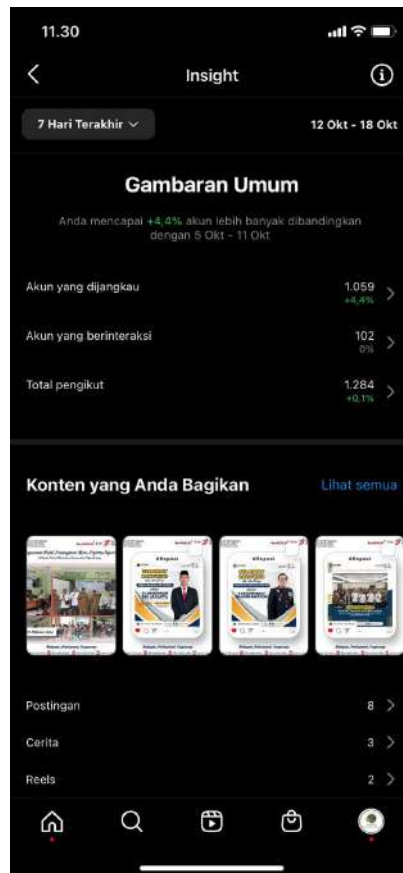 11.30
Insight
7 Hari Terakhir
12 Okt - 18 Okt
Gambaran Umum
Anda mencapai +4,4% akun lebih banyak dibandingkan
dengan 5 Okt - 11 Okt
Akun yang dijangkau
1.059
+4,4%
Akun yang berinteraksi
102
0%
Total pengikut
1.284
+0,1%
Konten yang Anda Bagikan
Lihat semua
Postingan
8
Cerita
3
Reels
2